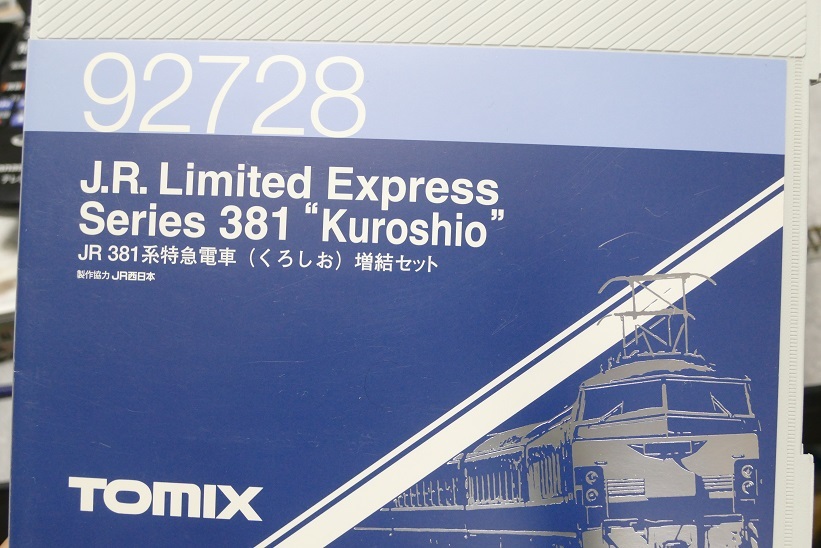 92728
J.R. Limited Express
Series 381 “Kuroshio”
JR 381系特急電車（くろしお）増結セット
製作協力 JR西日本
TOMIX